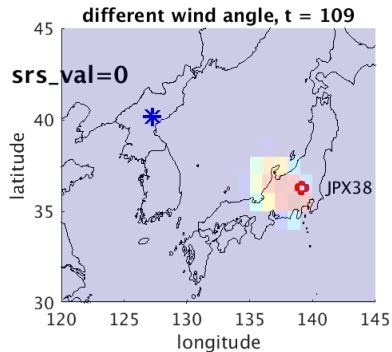 different wind angle, t = 109
45
srs_val=0
40
latitude
JPX38
35
30
120 125 130 135 140 145
longitude